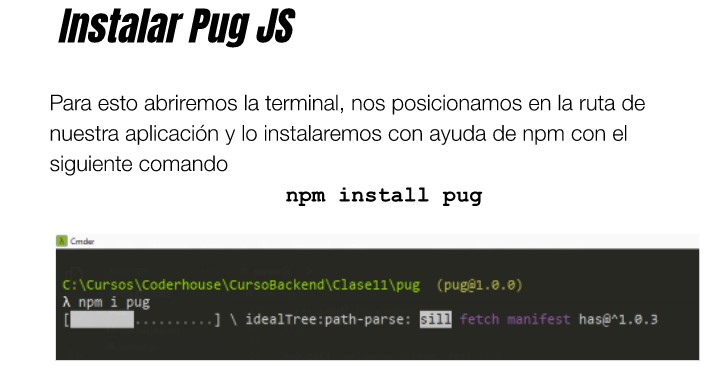 Instalar Pug JS
Para esto abriremos la terminal, nos posicionamos en la ruta de
nuestra aplicación y lo instalaremos con ayuda de npm con el
siguiente comando
npm install pug
λ Cmder
C:\Cursos\Coderhouse\CursoBackend\Clase11\pug (pug@1.0.0)
λ npm i pug
[ ..........] \ idealTree:path-parse: sill fetch manifest has@^1.0.3